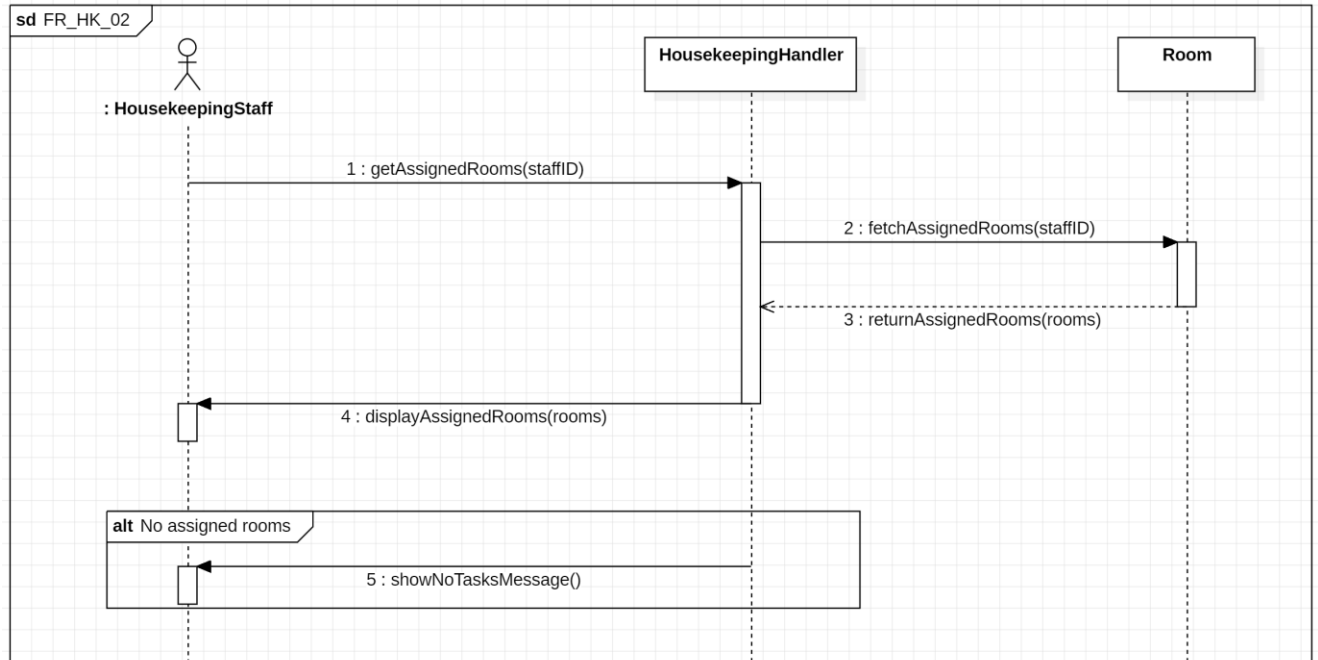 sd FR_HK_02
: HousekeepingStaff
HousekeepingHandler
Room
1 : getAssignedRooms(staffID)
2 : fetchAssignedRooms(staffID)
3 : returnAssignedRooms(rooms)
4 : displayAssignedRooms(rooms)
alt No assigned rooms
5 : showNoTasksMessage()